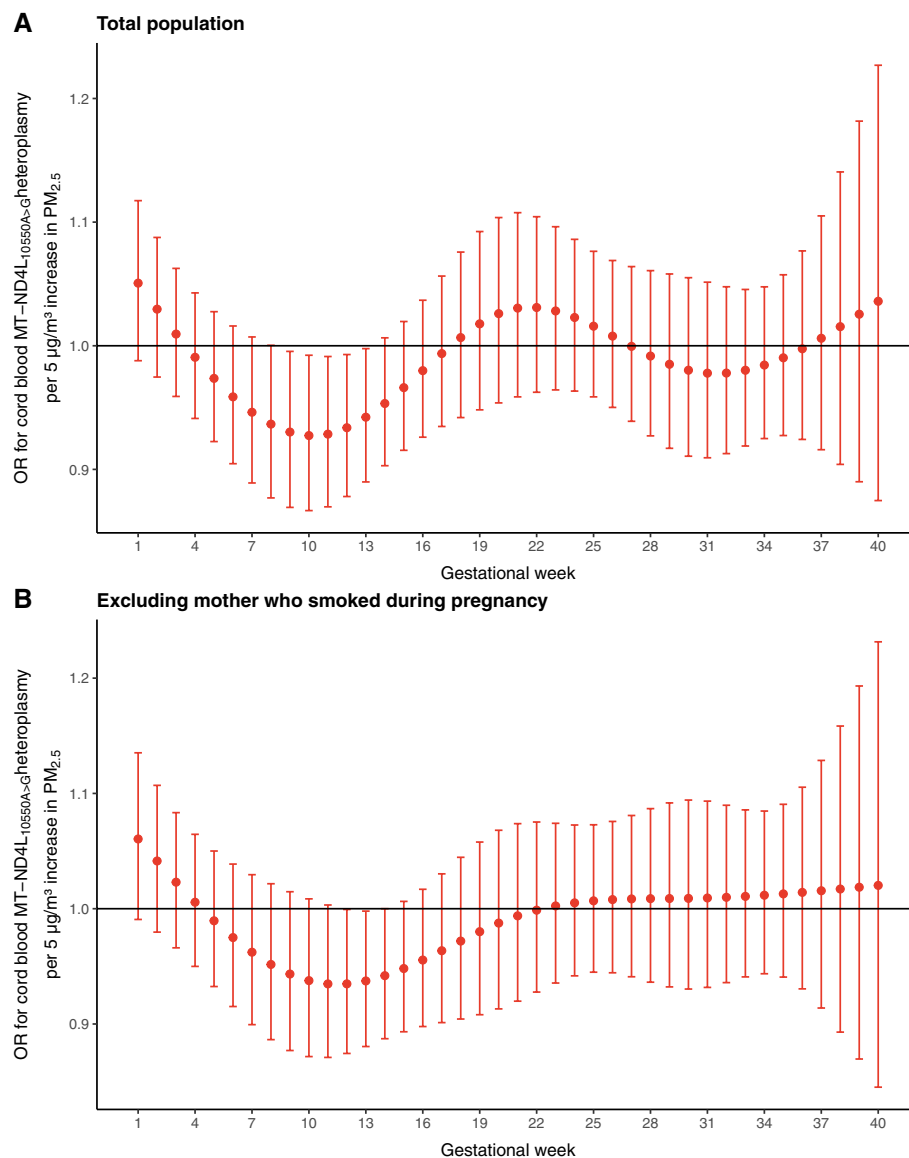 A Total population
OR for cord blood MT−ND4L10550A>Gheteroplasmy
per 5 µg/m³ increase in PM2.5
1.2
1.1
1.0
0.9
1 4 7 10 13 16 19 22 25 28 31 34 37 40
Gestational week
B Excluding mother who smoked during pregnancy
OR for cord blood MT−ND4L10550A>Gheteroplasmy
per 5 µg/m³ increase in PM2.5
1.2
1.1
1.0
0.9
1 4 7 10 13 16 19 22 25 28 31 34 37 40
Gestational week